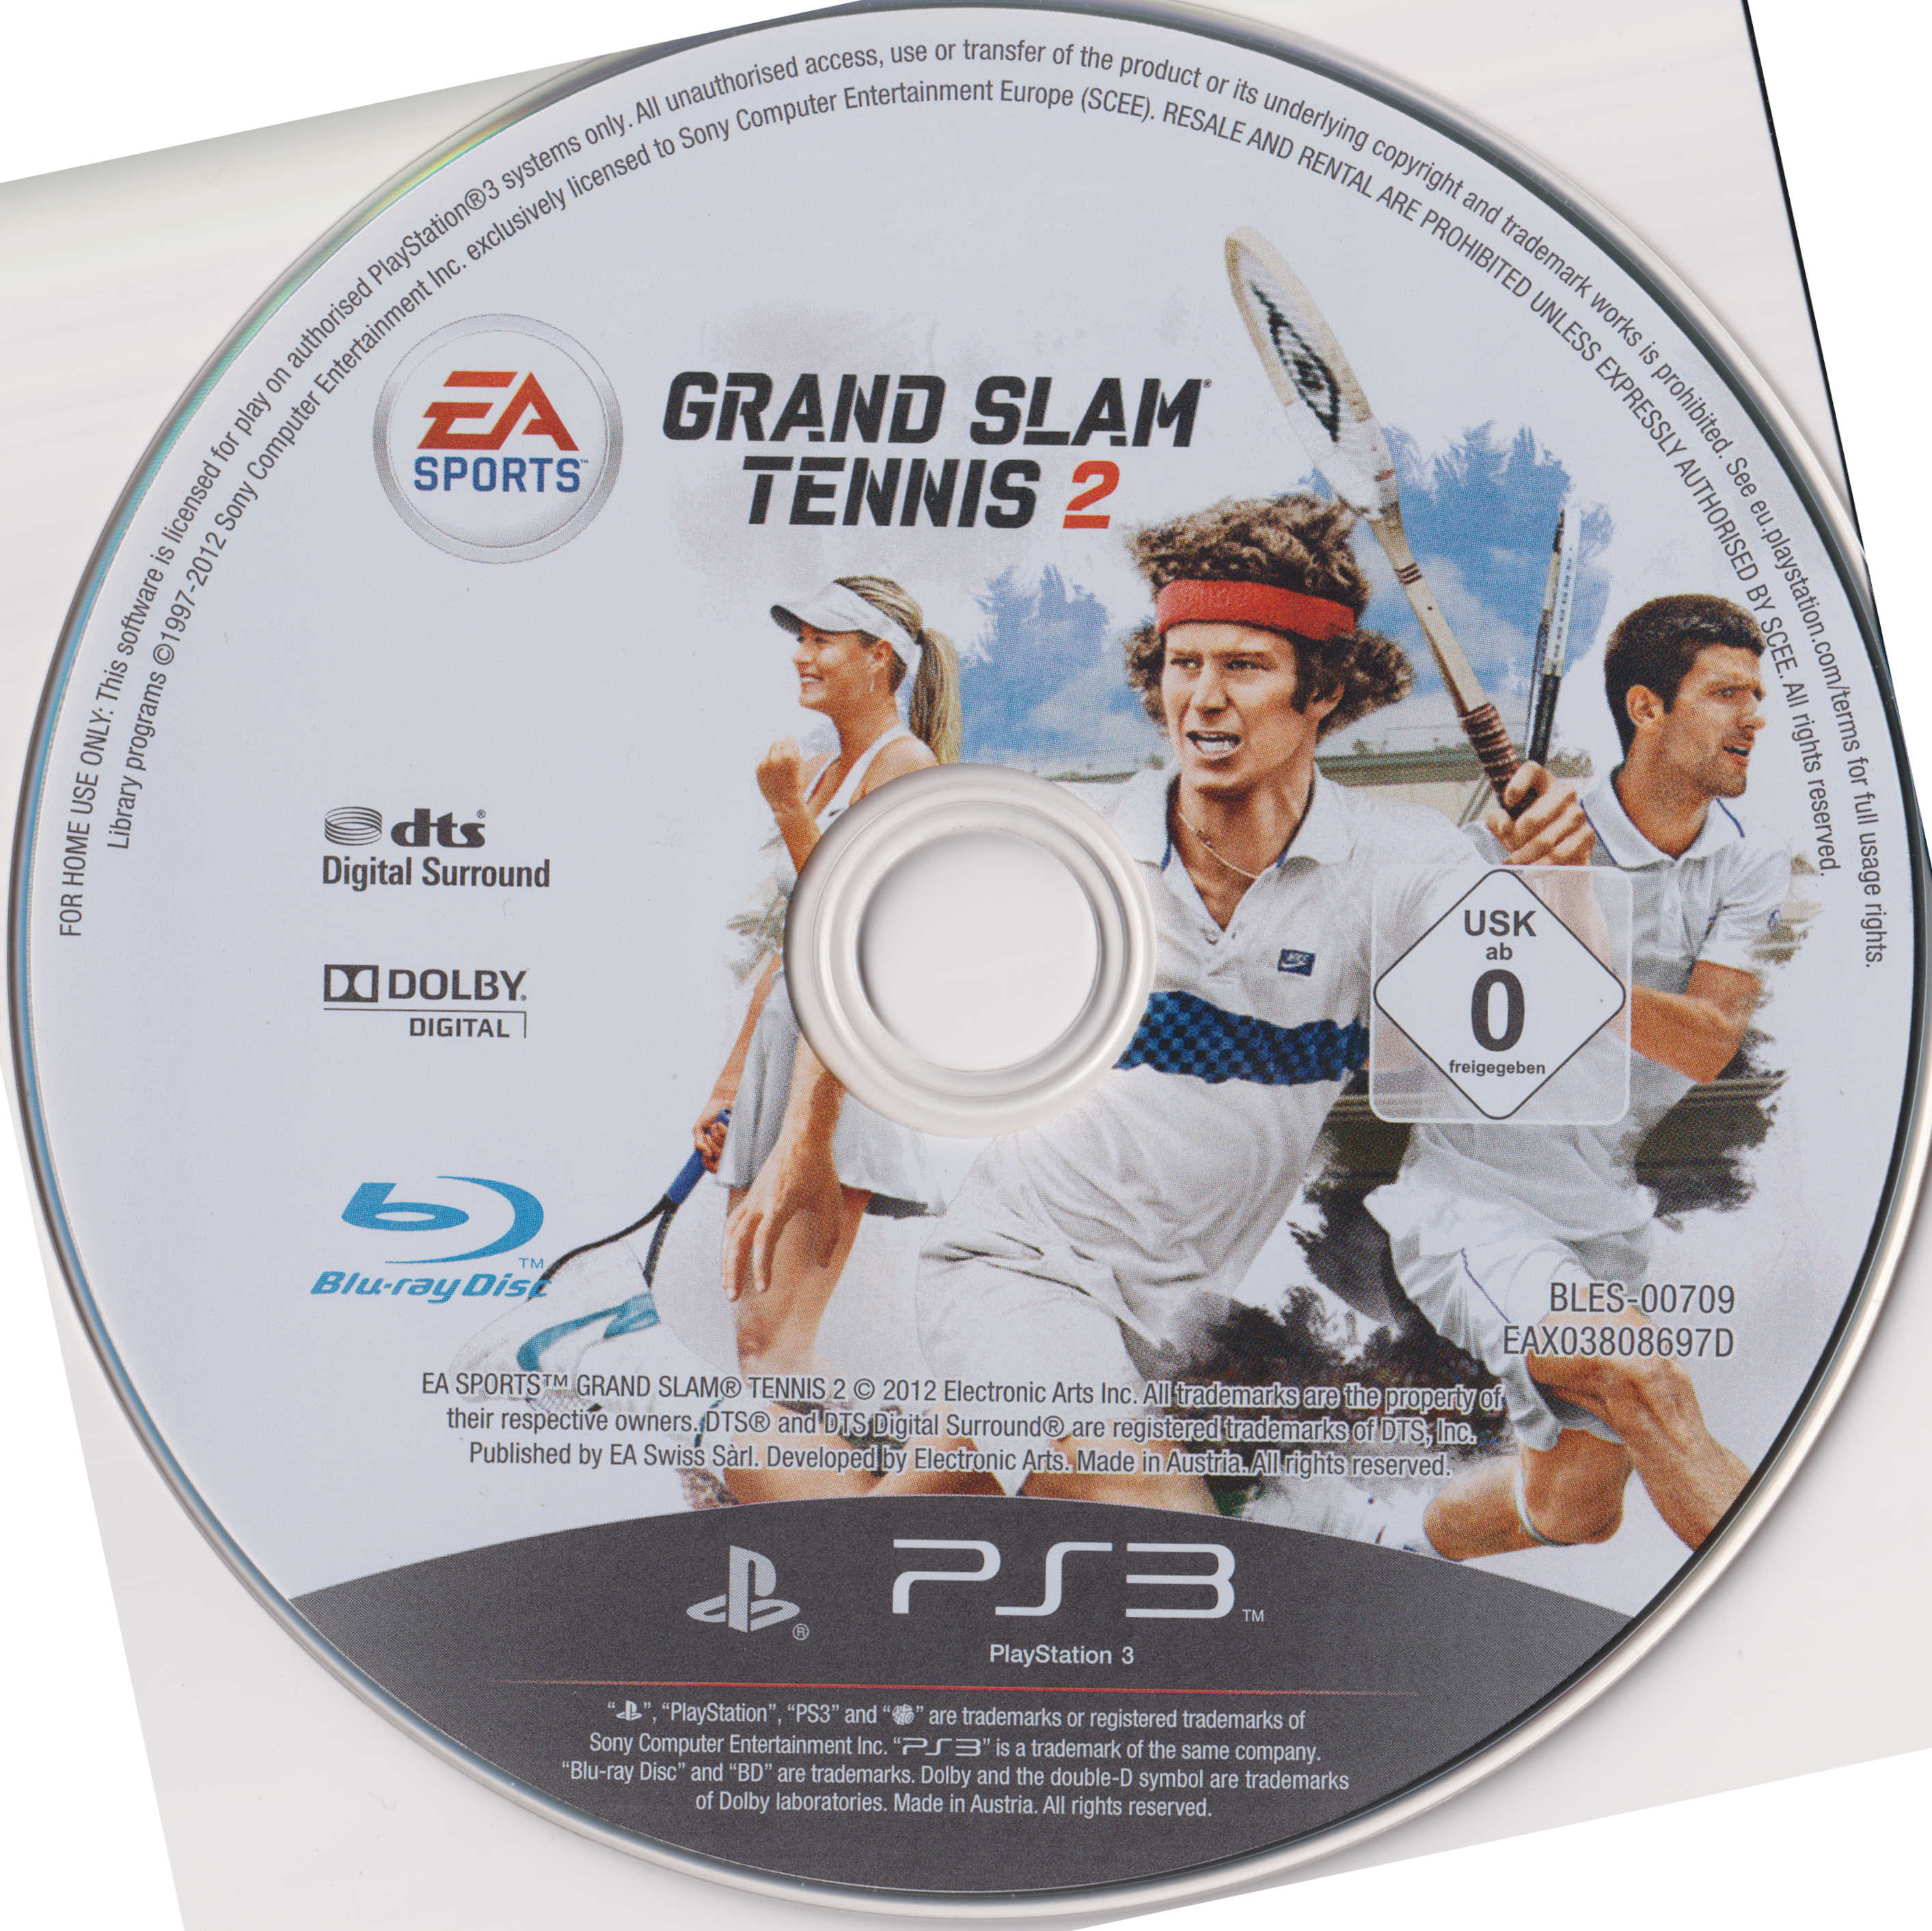 FOR HOME USE ONLY: This software is licensed for play on authorised PlayStation®3 systems only. All unauthorised access, use or transfer of the product or its underlying copyright and trademark works is prohibited. See eu.playstation.com/terms for full usage rights.
Library programs ©1997-2012 Sony Computer Entertainment Inc. exclusively licensed to Sony Computer Entertainment Europe (SCEE). RESALE AND RENTAL ARE PROHIBITED UNLESS EXPRESSLY AUTHORISED BY SCEE. All rights reserved.
EA
SPORTS™
GRAND SLAM®
TENNIS 2
dts®
Digital Surround
DOLBY®
DIGITAL
USK
ab
0
freigegeben
Blu-ray Disc™
BLES-00709
EAX03808697D
EA SPORTS™ GRAND SLAM® TENNIS 2 © 2012 Electronic Arts Inc. All trademarks are the property of
their respective owners. DTS® and DTS Digital Surround® are registered trademarks of DTS, Inc.
Published by EA Swiss Sàrl. Developed by Electronic Arts. Made in Austria. All rights reserved.
® PS3™
PlayStation 3
“ ”, “PlayStation”, “PS3” and “ ” are trademarks or registered trademarks of
Sony Computer Entertainment Inc. “PS3” is a trademark of the same company.
“Blu-ray Disc” and “BD” are trademarks. Dolby and the double-D symbol are trademarks
of Dolby laboratories. Made in Austria. All rights reserved.